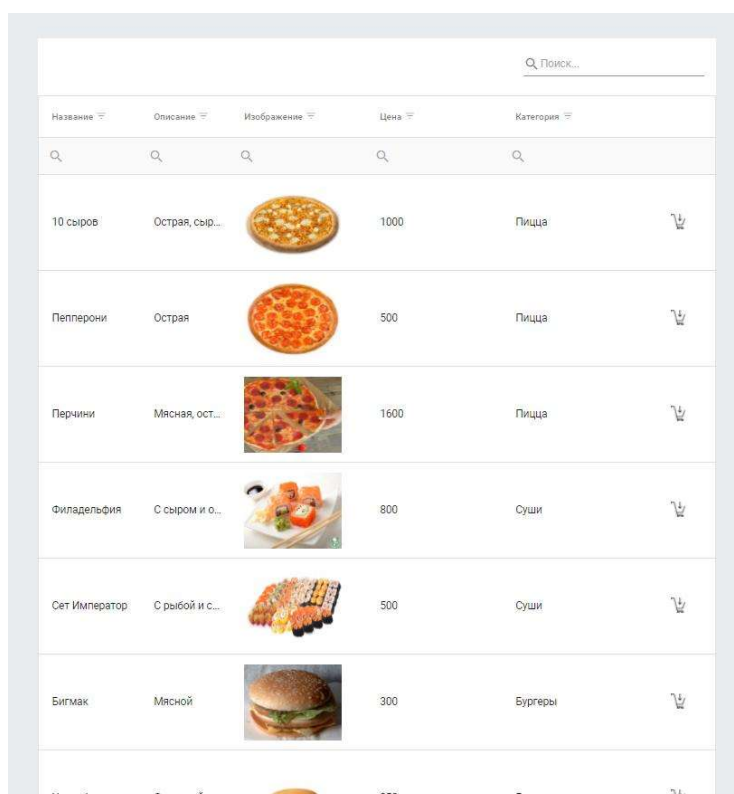 Поиск...
Название Описание Изображение Цена Категория
10 сыров Острая, сыр... 1000 Пицца
Пепперони Острая 500 Пицца
Перчини Мясная, ост... 1600 Пицца
Филадельфия С сыром и о... 800 Суши
Сет Император С рыбой и с... 500 Суши
Бигмак Мясной 300 Бургеры